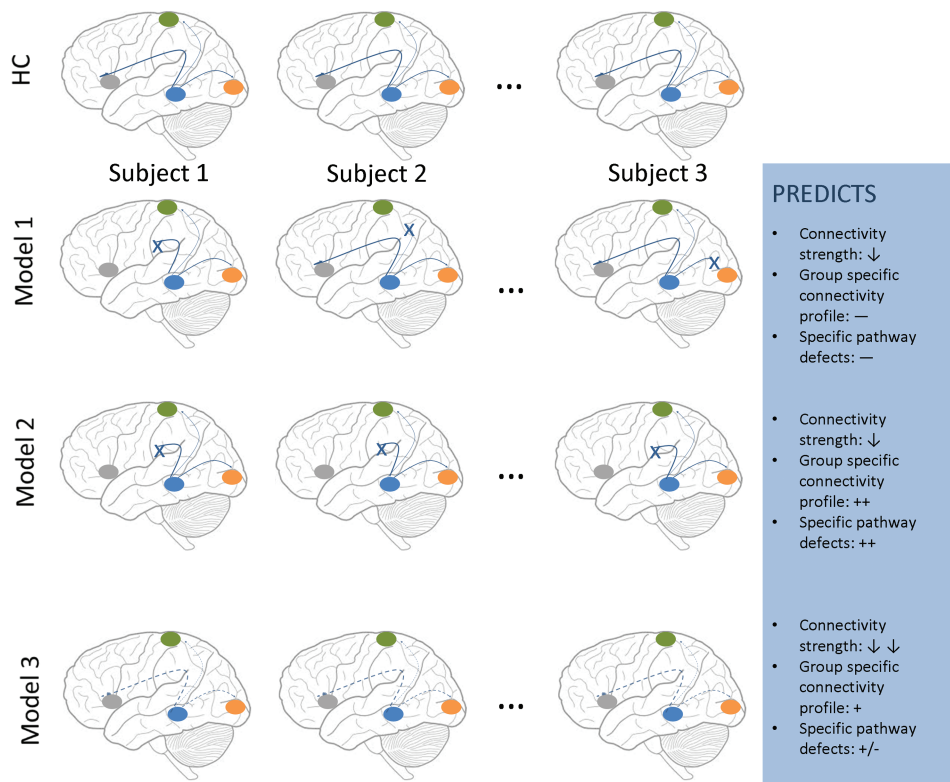 HC
...
Subject 1
Subject 2
Subject 3
Model 1
X
X
X
...
PREDICTS
• Connectivity
strength: ↓
• Group specific
connectivity
profile: —
• Specific pathway
defects: —
Model 2
X
X
X
...
• Connectivity
strength: ↓
• Group specific
connectivity
profile: ++
• Specific pathway
defects: ++
Model 3
...
• Connectivity
strength: ↓ ↓
• Group specific
connectivity
profile: +
• Specific pathway
defects: +/-